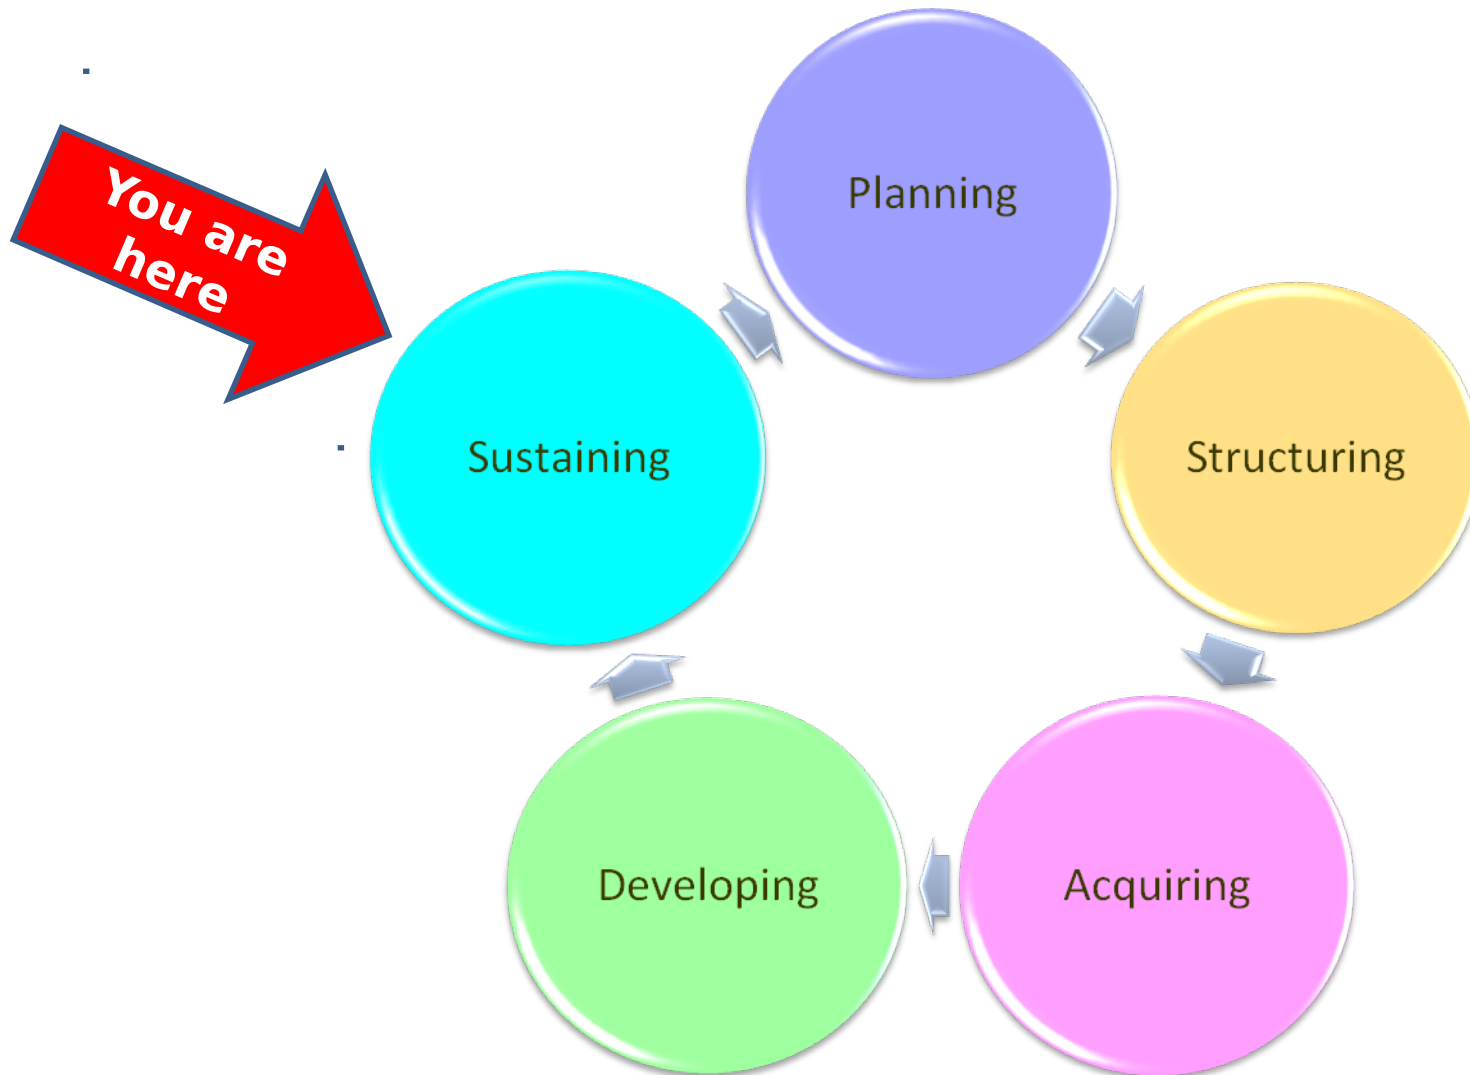 You are
here
Planning
Sustaining
Structuring
Developing
Acquiring